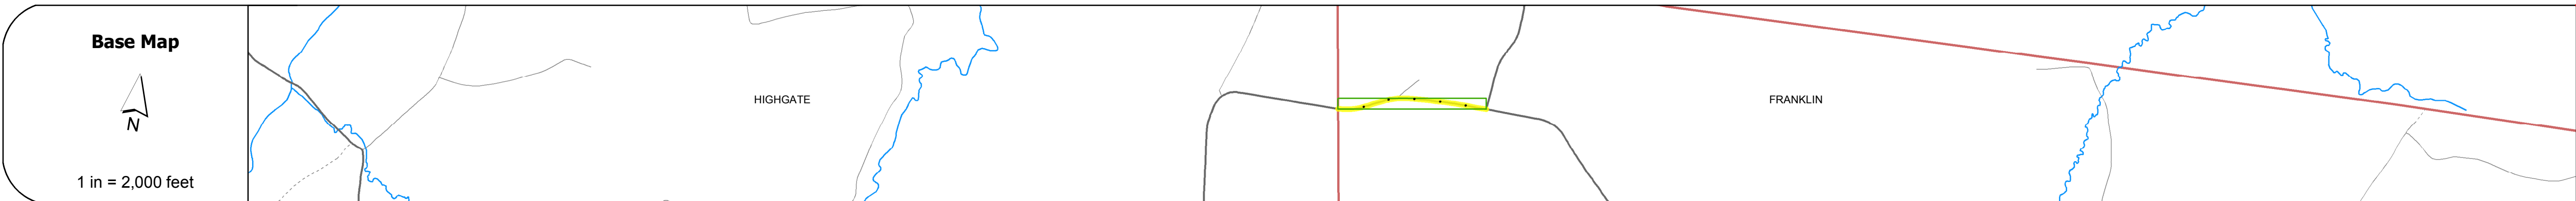 Base Map
N
1 in = 2,000 feet
HIGHGATE
FRANKLIN